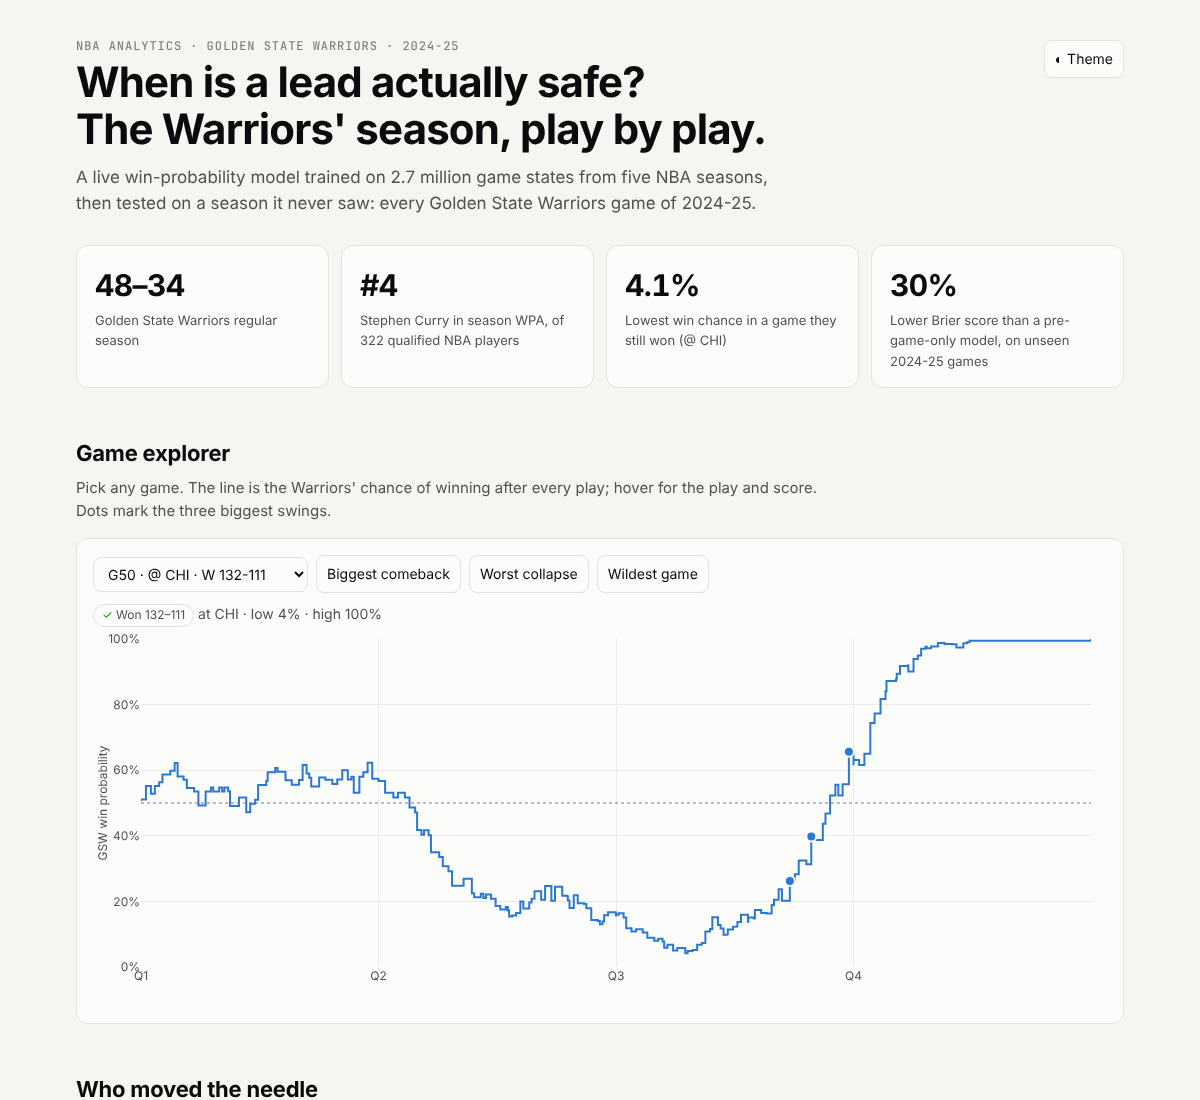 NBA ANALYTICS · GOLDEN STATE WARRIORS · 2024-25
Theme
When is a lead actually safe?
The Warriors' season, play by play.
A live win-probability model trained on 2.7 million game states from five NBA seasons,
then tested on a season it never saw: every Golden State Warriors game of 2024-25.
48–34
Golden State Warriors regular
season
#4
Stephen Curry in season WPA, of
322 qualified NBA players
4.1%
Lowest win chance in a game they
still won (@ CHI)
30%
Lower Brier score than a pre-
game-only model, on unseen
2024-25 games
Game explorer
Pick any game. The line is the Warriors' chance of winning after every play; hover for the play and score.
Dots mark the three biggest swings.
G50 · @ CHI · W 132-111
Biggest comeback
Worst collapse
Wildest game
✓ Won 132–111 at CHI · low 4% · high 100%
100%
80%
60%
40%
20%
0%
GSW win probability
Q1
Q2
Q3
Q4
Who moved the needle